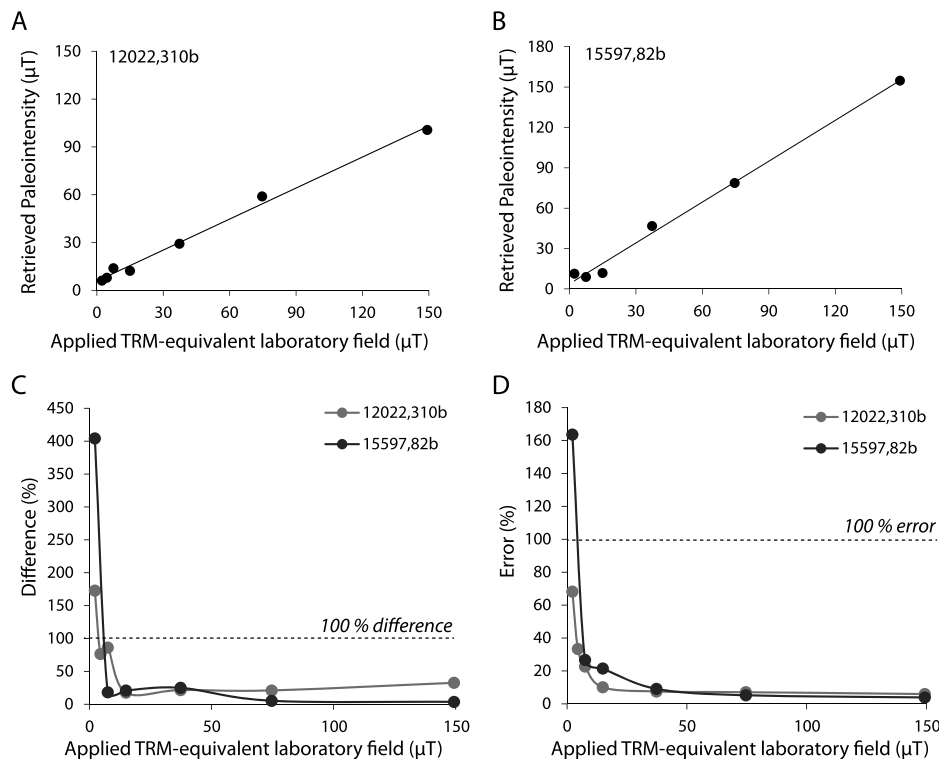 A
12022,310b
Retrieved Paleointensity (μT)
150
120
90
60
30
0
0 30 60 90 120 150
Applied TRM-equivalent laboratory field (μT)
B
15597,82b
Retrieved Paleointensity (μT)
180
150
120
90
60
30
0
0 30 60 90 120 150
Applied TRM-equivalent laboratory field (μT)
C
12022,310b
15597,82b
Difference (%)
450
400
350
300
250
200
150
100
50
0
100 % difference
0 50 100 150
Applied TRM-equivalent laboratory field (μT)
D
12022,310b
15597,82b
Error (%)
180
160
140
120
100
80
60
40
20
0
100 % error
0 50 100 150
Applied TRM-equivalent laboratory field (μT)